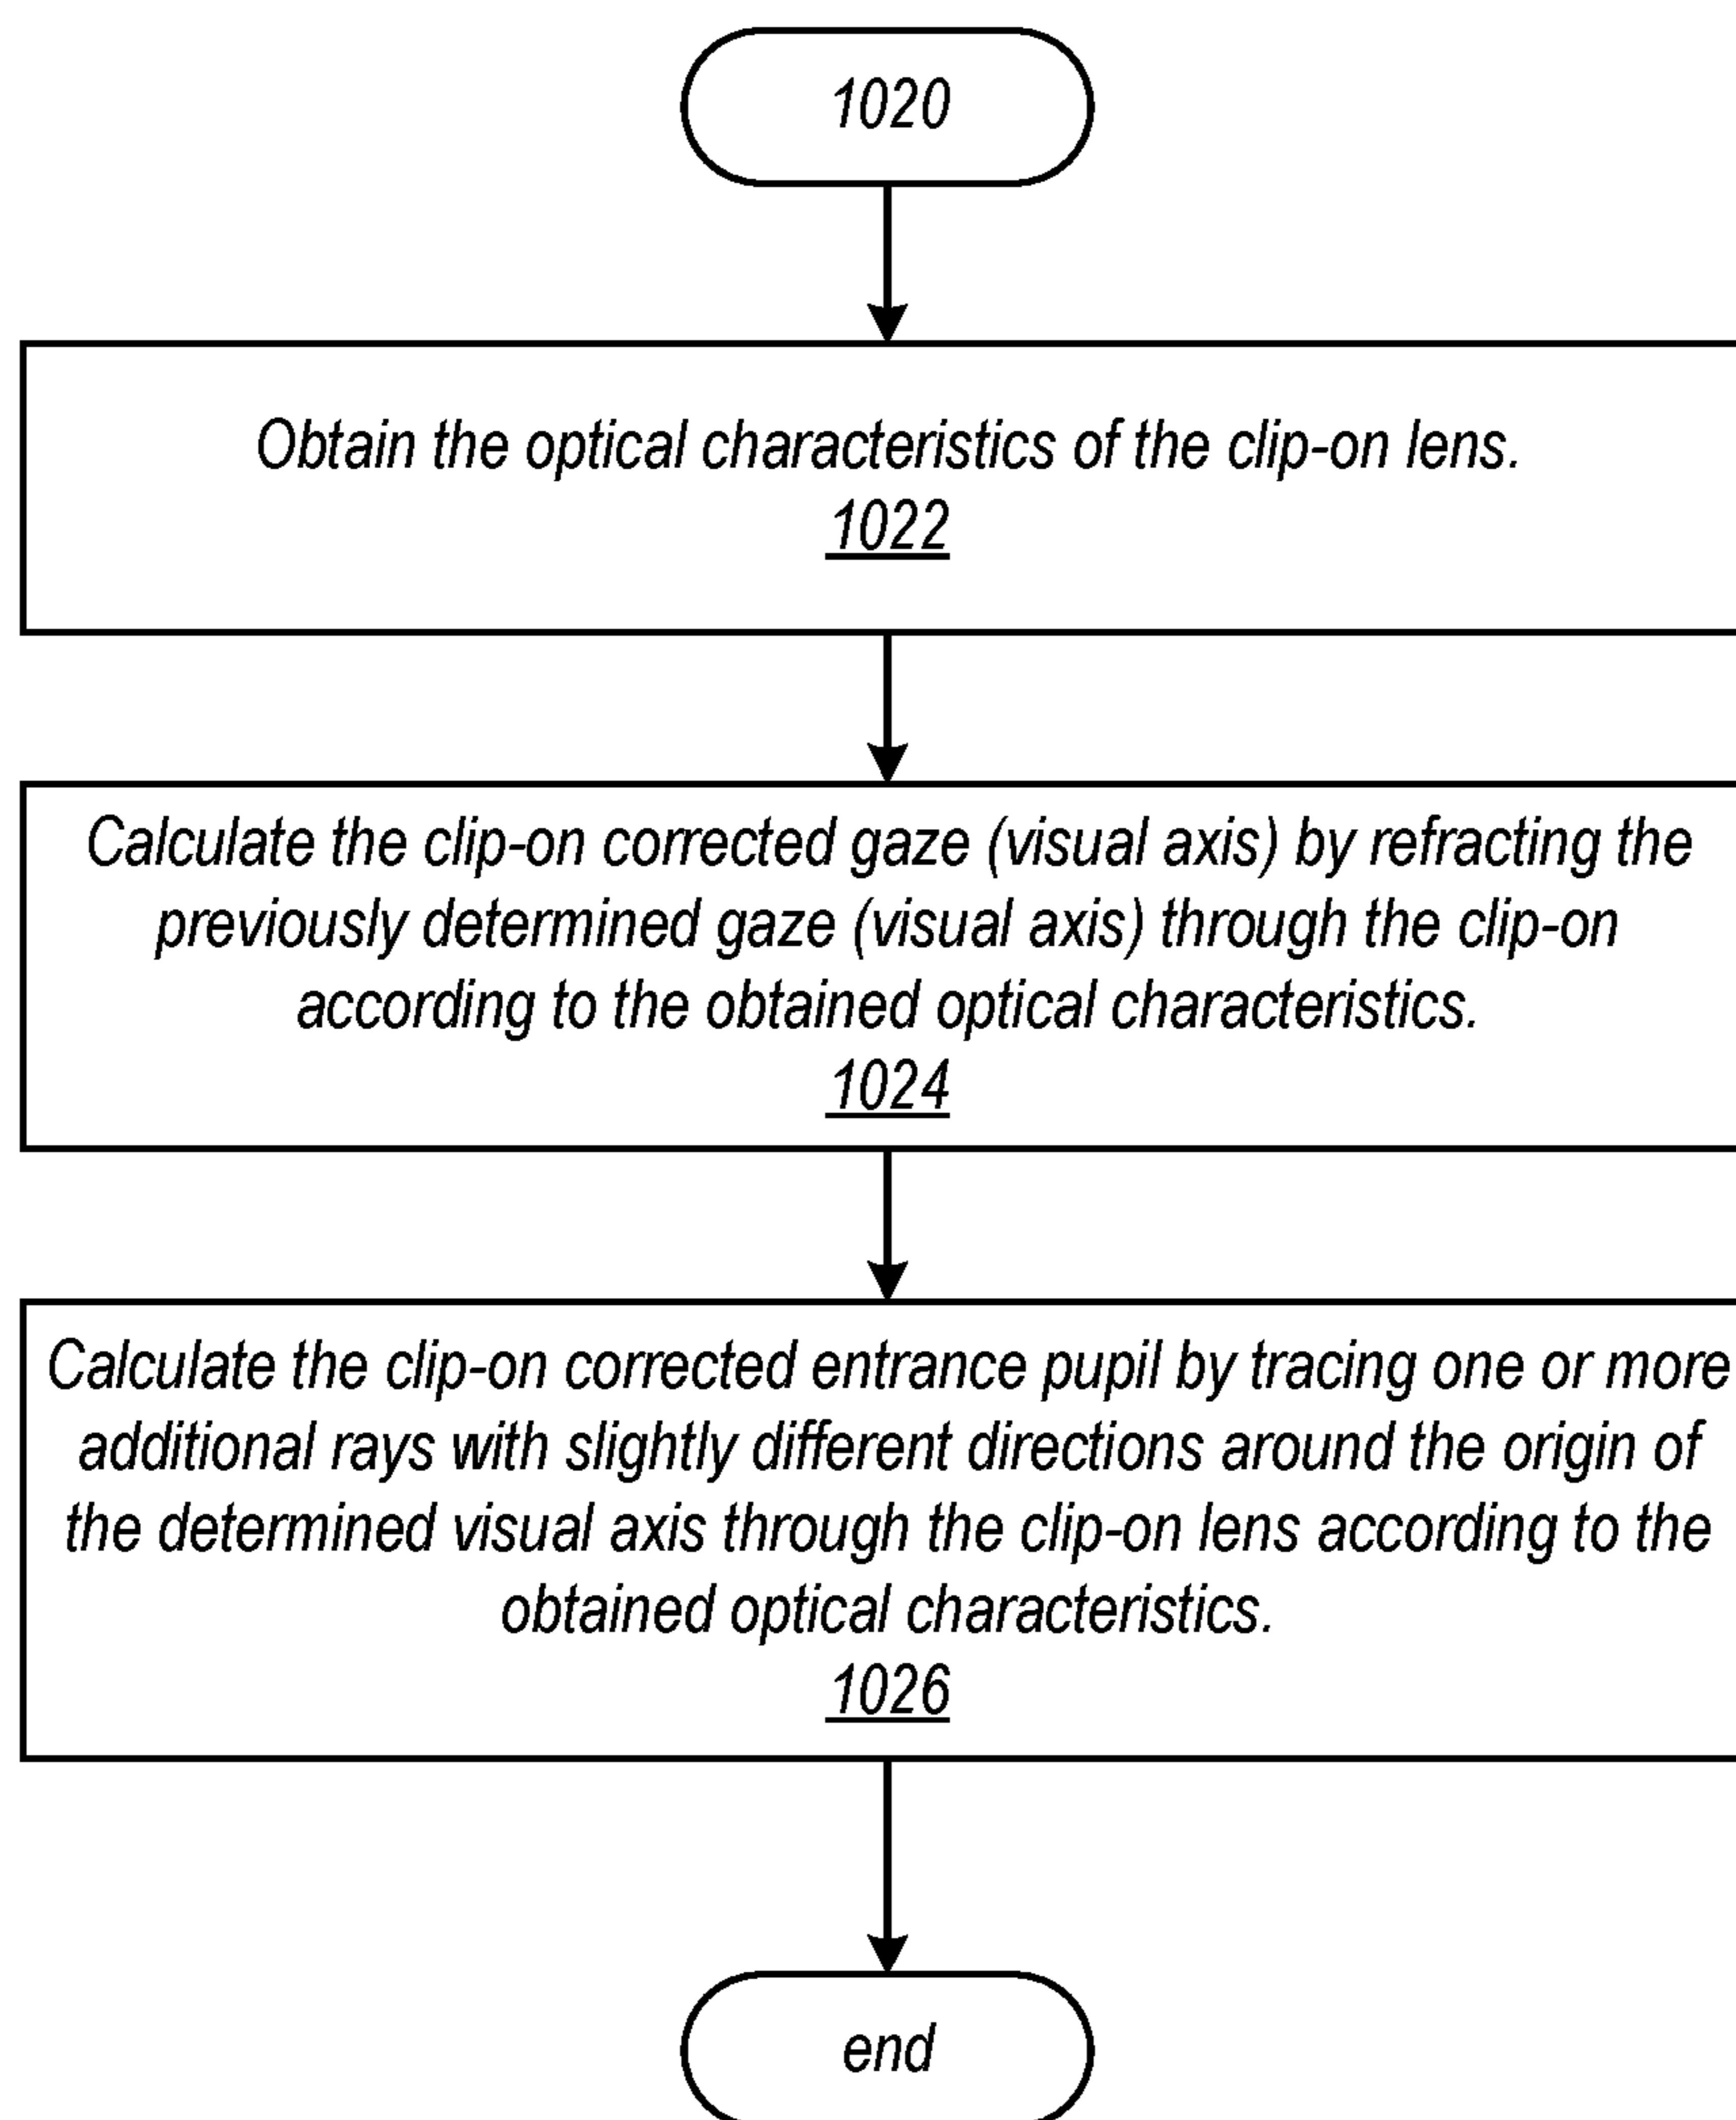 1020
Obtain the optical characteristics of the clip-on lens.
1022
Calculate the clip-on corrected gaze (visual axis) by refracting the
previously determined gaze (visual axis) through the clip-on
according to the obtained optical characteristics.
1024
Calculate the clip-on corrected entrance pupil by tracing one or more
additional rays with slightly different directions around the origin of
the determined visual axis through the clip-on lens according to the
obtained optical characteristics.
1026
end